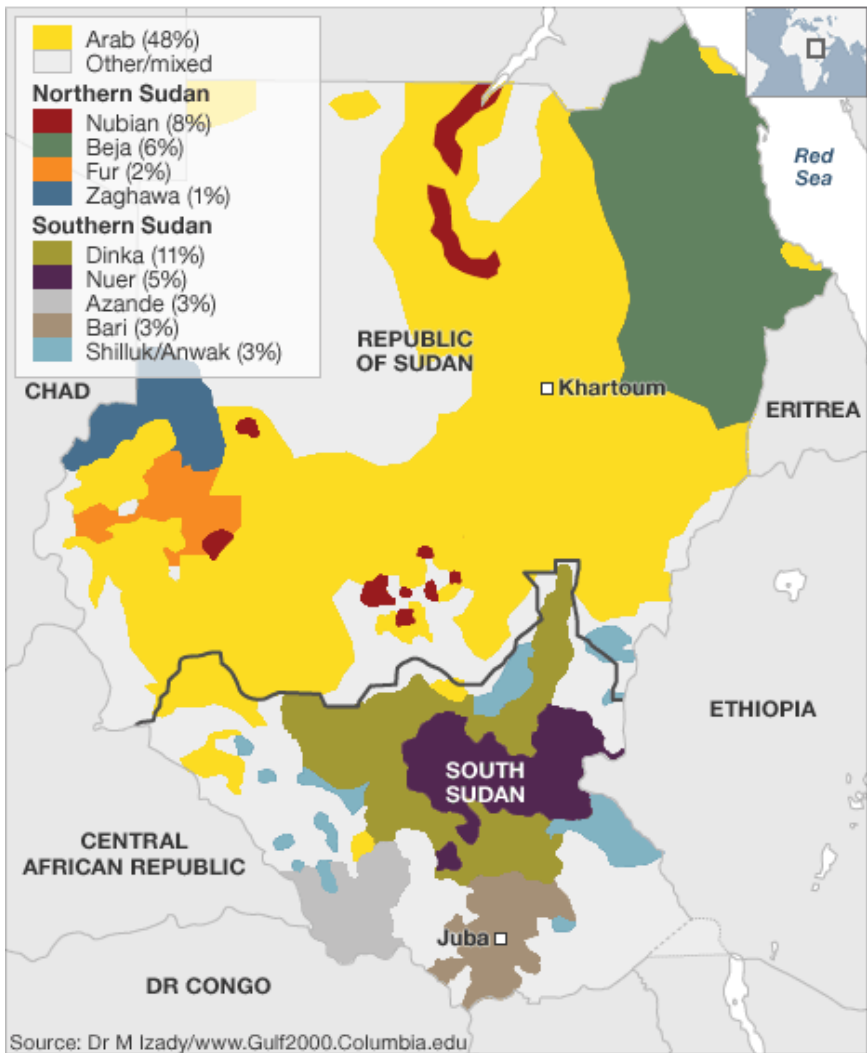 Arab (48%)
Other/mixed
Northern Sudan
Nubian (8%)
Beja (6%)
Fur (2%)
Zaghawa (1%)
Southern Sudan
Dinka (11%)
Nuer (5%)
Azande (3%)
Bari (3%)
Shilluk/Anwak (3%)
Red
Sea
REPUBLIC
OF SUDAN
CHAD
Khartoum
ERITREA
ETHIOPIA
SOUTH
SUDAN
CENTRAL
AFRICAN REPUBLIC
Juba
DR CONGO
Source: Dr M Izady/www.Gulf2000.Columbia.edu